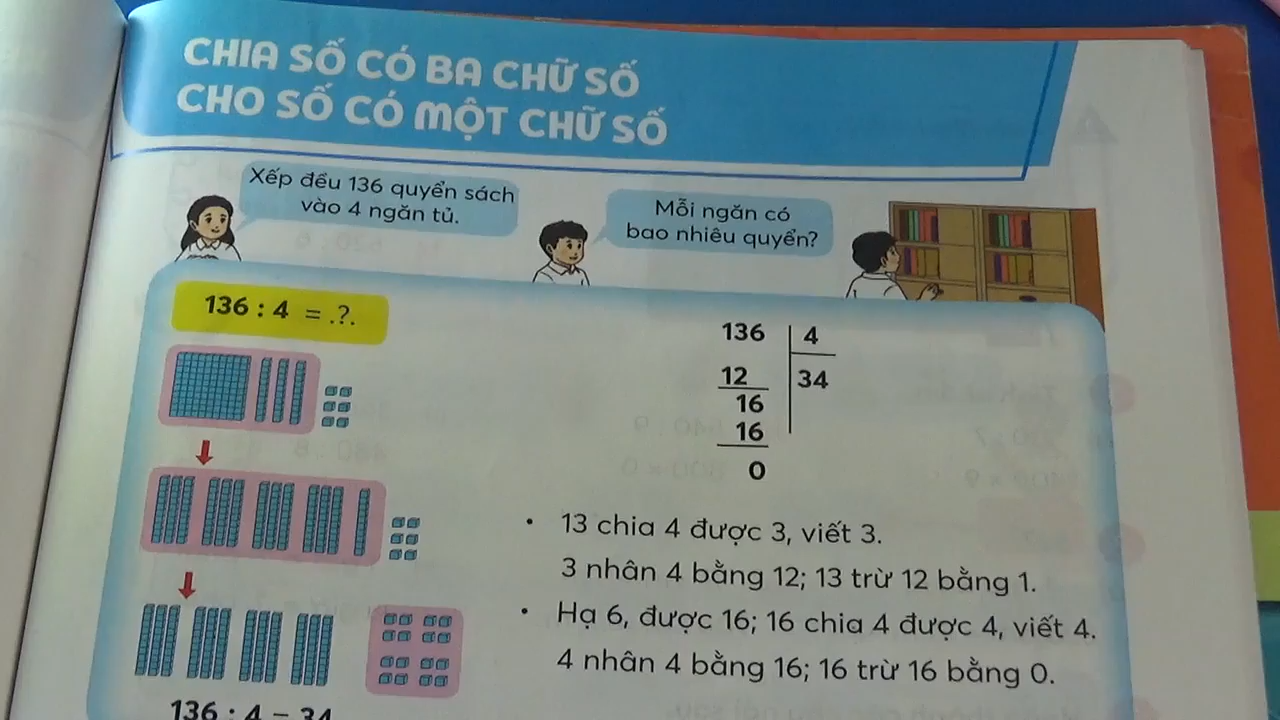 CHIA SỐ CÓ BA CHỮ SỐ
CHO SỐ CÓ MỘT CHỮ SỐ
Xếp đều 136 quyển sách
vào 4 ngăn tủ.
Mỗi ngăn có
bao nhiêu quyển?
136 : 4 = .?.
136 4
12 34
16
16
0
• 13 chia 4 được 3, viết 3.
3 nhân 4 bằng 12; 13 trừ 12 bằng 1.
• Hạ 6, được 16; 16 chia 4 được 4, viết 4.
4 nhân 4 bằng 16; 16 trừ 16 bằng 0.
136 : 4 = 34